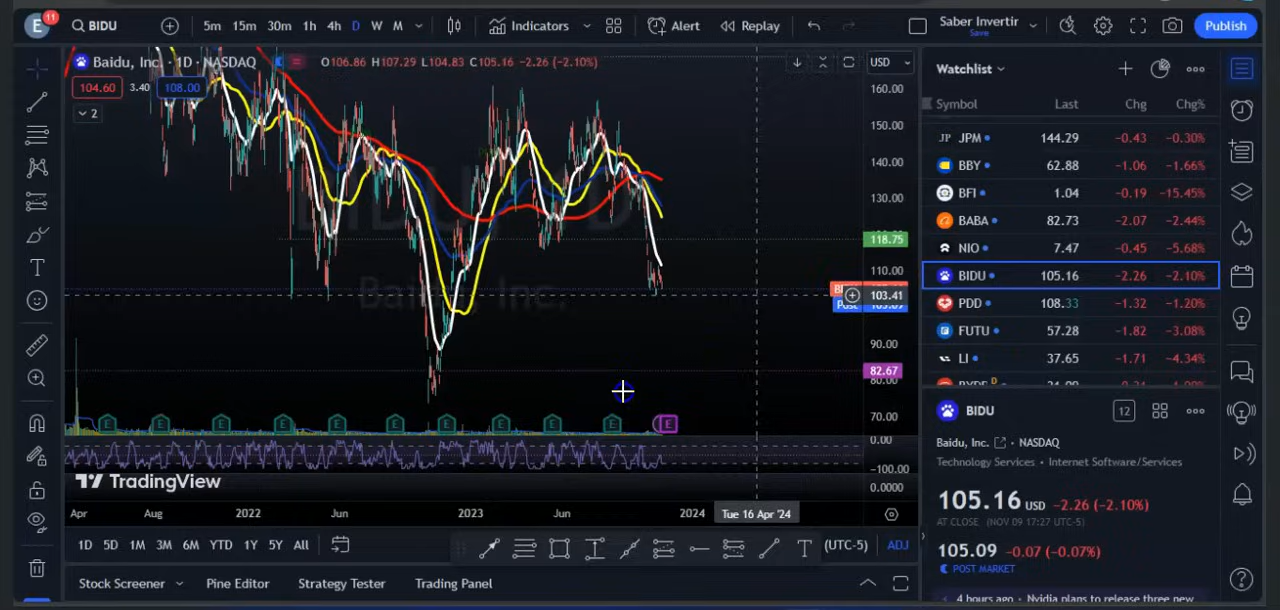 E
11
BIDU
5m 15m 30m 1h 4h D W M
Indicators
Alert
Replay
Saber Invertir
Save
Publish
Baidu, Inc. · 1D · NASDAQ
O106.86 H107.29 L104.83 C105.16 -2.26 (-2.10%)
104.60 3.40 108.00
2
USD
160.00
150.00
140.00
130.00
118.75
110.00
103.41
90.00
82.67
80.00
70.00
0.00
-100.00
0.0000
Baidu, Inc.
E E E E E E E E E E E
TradingView
Apr Aug 2022 Jun 2023 Jun 2024 Tue 16 Apr '24
1D 5D 1M 3M 6M YTD 1Y 5Y All
(UTC-5) ADJ
Stock Screener Pine Editor Strategy Tester Trading Panel
Watchlist
Symbol Last Chg Chg%
JP JPM 144.29 -0.43 -0.30%
BBY 62.88 -1.06 -1.66%
BFI 1.04 -0.19 -15.45%
BABA 82.73 -2.07 -2.44%
NIO 7.47 -0.45 -5.68%
BIDU 105.16 -2.26 -2.10%
PDD 108.33 -1.32 -1.20%
FUTU 57.28 -1.82 -3.08%
LI 37.65 -1.71 -4.34%
BIDU
12
Baidu, Inc. · NASDAQ
Technology Services • Internet Software/Services
105.16 USD -2.26 (-2.10%)
AT CLOSE (NOV 09 17:27 UTC-5)
105.09 -0.07 (-0.07%)
POST MARKET
4 hours ago • Nvidia plans to release three new